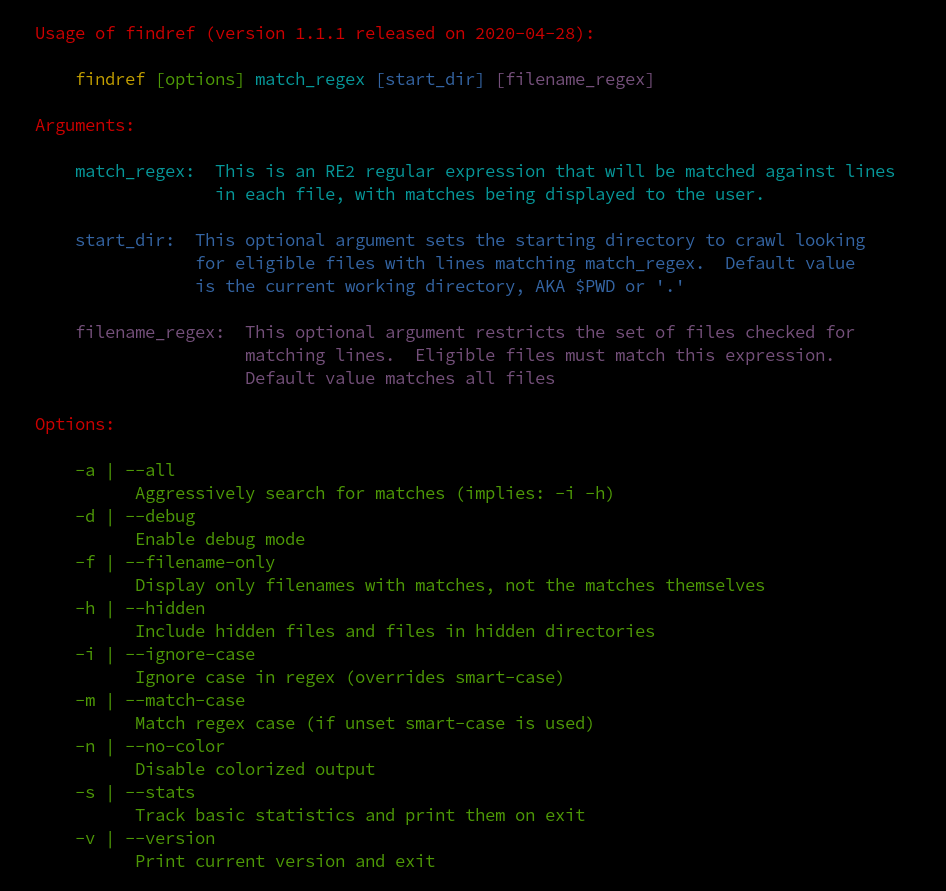 Usage of findref (version 1.1.1 released on 2020-04-28):
findref [options] match_regex [start_dir] [filename_regex]
Arguments:
match_regex:  This is an RE2 regular expression that will be matched against lines
in each file, with matches being displayed to the user.
start_dir:  This optional argument sets the starting directory to crawl looking
for eligible files with lines matching match_regex.  Default value
is the current working directory, AKA $PWD or '.'
filename_regex:  This optional argument restricts the set of files checked for
matching lines.  Eligible files must match this expression.
Default value matches all files
Options:
-a | --all
Aggressively search for matches (implies: -i -h)
-d | --debug
Enable debug mode
-f | --filename-only
Display only filenames with matches, not the matches themselves
-h | --hidden
Include hidden files and files in hidden directories
-i | --ignore-case
Ignore case in regex (overrides smart-case)
-m | --match-case
Match regex case (if unset smart-case is used)
-n | --no-color
Disable colorized output
-s | --stats
Track basic statistics and print them on exit
-v | --version
Print current version and exit